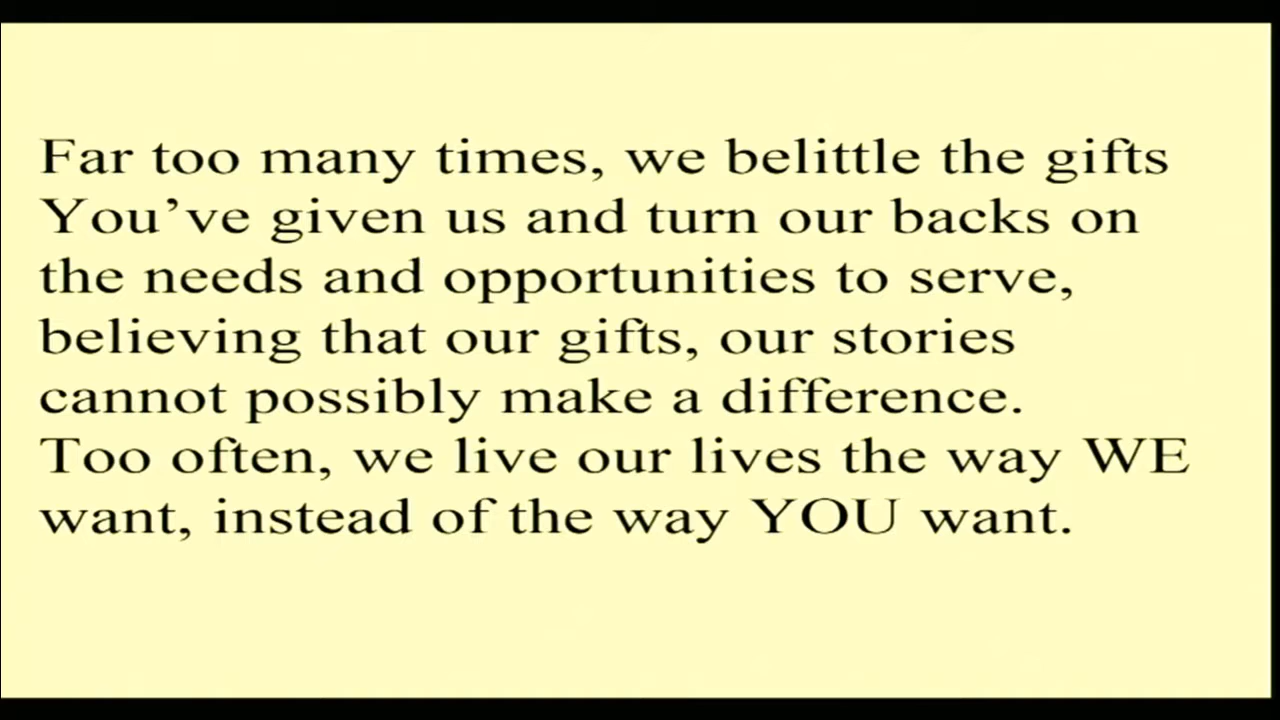 Far too many times, we belittle the gifts
You’ve given us and turn our backs on
the needs and opportunities to serve,
believing that our gifts, our stories
cannot possibly make a difference.
Too often, we live our lives the way WE
want, instead of the way YOU want.